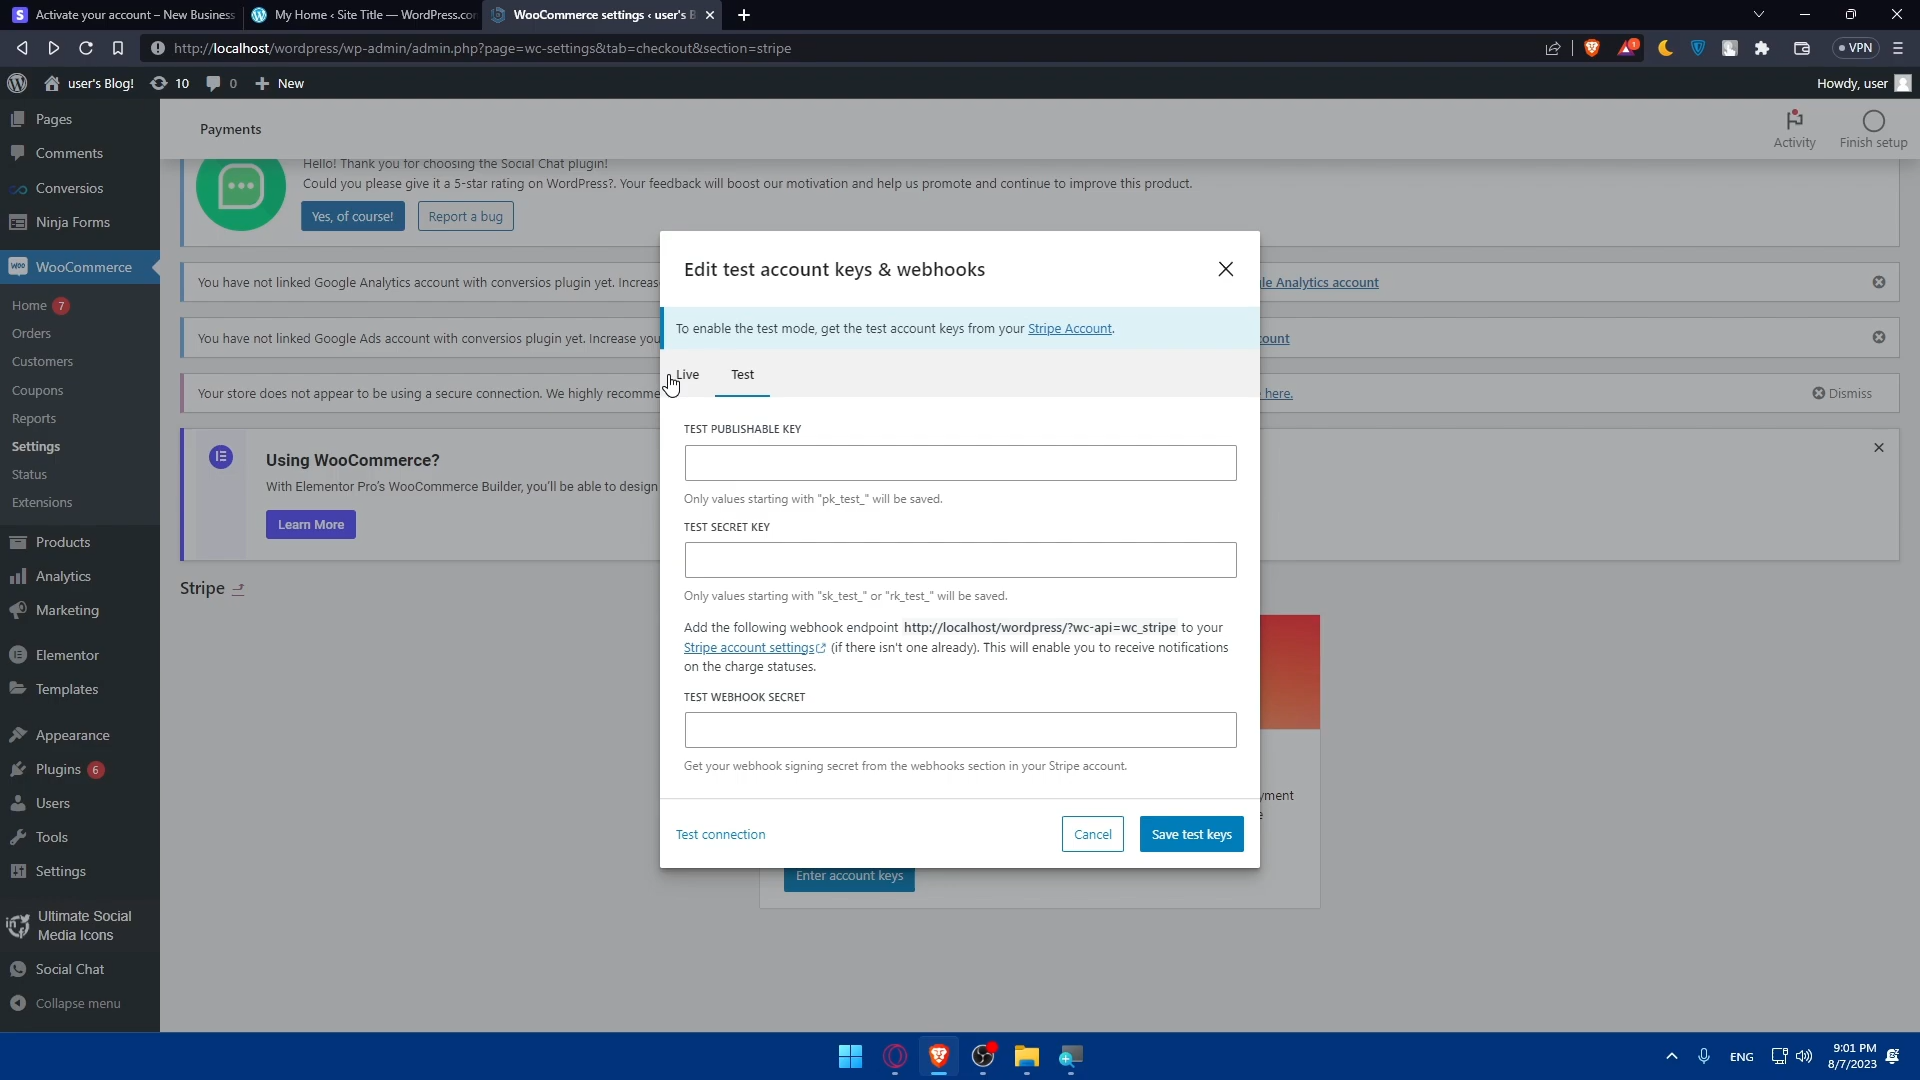 Activate your account – New Business
My Home ‹ Site Title — WordPress.com
WooCommerce settings ‹ user's B
http://localhost/wordpress/wp-admin/admin.php?page=wc-settings&tab=checkout&section=stripe
1
VPN
user's Blog!
10
0
New
Howdy, user
Pages
Comments
Conversios
Ninja Forms
WooCommerce
Home 7
Orders
Customers
Coupons
Reports
Settings
Status
Extensions
Products
Analytics
Marketing
Elementor
Templates
Appearance
Plugins 6
Users
Tools
Settings
Ultimate Social
Media Icons
Social Chat
Collapse menu
Payments
Activity
Finish setup
Hello! Thank you for choosing the Social Chat plugin!
Could you please give it a 5-star rating on WordPress?. Your feedback will boost our motivation and help us promote and continue to improve this product.
Yes, of course!
Report a bug
You have not linked Google Analytics account with conversios plugin yet. Increas
le Analytics account
You have not linked Google Ads account with conversios plugin yet. Increase you
ount
Your store does not appear to be using a secure connection. We highly recomme
here.
Dismiss
Using WooCommerce?
With Elementor Pro's WooCommerce Builder, you'll be able to design
Learn More
Stripe
Edit test account keys & webhooks
To enable the test mode, get the test account keys from your Stripe Account.
Live
Test
TEST PUBLISHABLE KEY
Only values starting with "pk_test_" will be saved.
TEST SECRET KEY
Only values starting with "sk_test_" or "rk_test_" will be saved.
Add the following webhook endpoint http://localhost/wordpress/?wc-api=wc_stripe to your
Stripe account settings (if there isn't one already). This will enable you to receive notifications
on the charge statuses.
TEST WEBHOOK SECRET
Get your webhook signing secret from the webhooks section in your Stripe account.
Test connection
Cancel
Save test keys
yment
e
Enter account keys
ENG
9:01 PM
8/7/2023